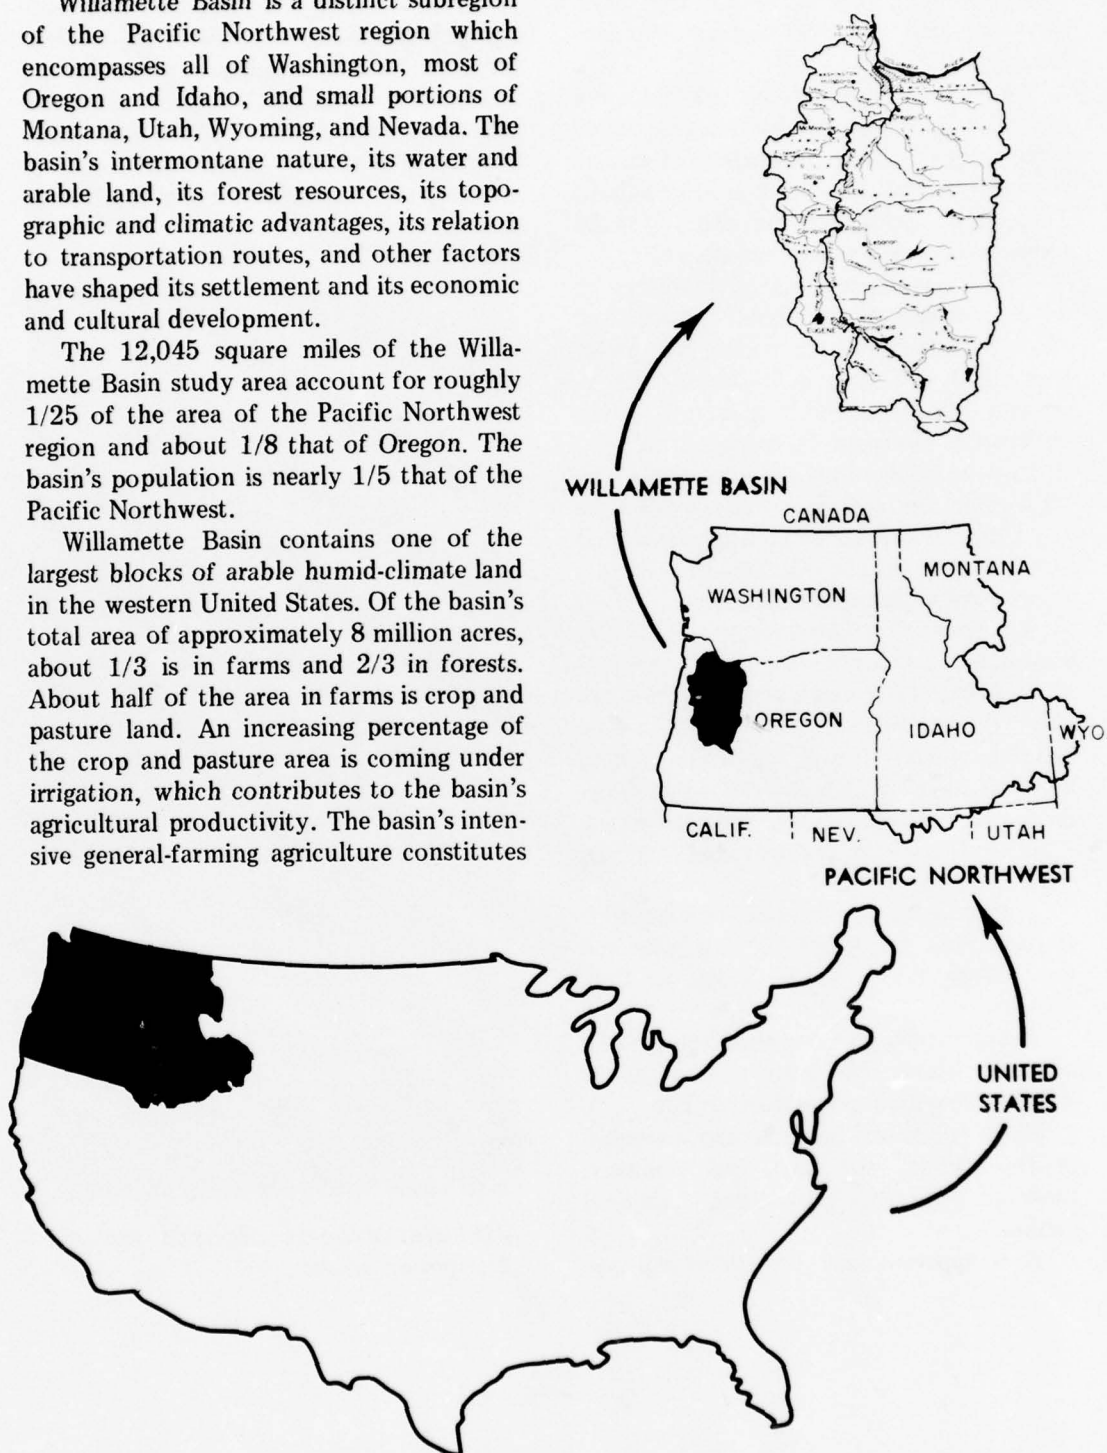 Willamette Basin is a distinct subregion
of the Pacific Northwest region which
encompasses all of Washington, most of
Oregon and Idaho, and small portions of
Montana, Utah, Wyoming, and Nevada. The
basin's intermontane nature, its water and
arable land, its forest resources, its topo-
graphic and climatic advantages, its relation
to transportation routes, and other factors
have shaped its settlement and its economic
and cultural development.
The 12,045 square miles of the Willa-
mette Basin study area account for roughly
1/25 of the area of the Pacific Northwest
region and about 1/8 that of Oregon. The
basin's population is nearly 1/5 that of the
Pacific Northwest.
Willamette Basin contains one of the
largest blocks of arable humid-climate land
in the western United States. Of the basin's
total area of approximately 8 million acres,
about 1/3 is in farms and 2/3 in forests.
About half of the area in farms is crop and
pasture land. An increasing percentage of
the crop and pasture area is coming under
irrigation, which contributes to the basin's
agricultural productivity. The basin's inten-
sive general-farming agriculture constitutes
WILLAMETTE BASIN
CANADA
MONTANA
WASHINGTON
OREGON
IDAHO
WYO
CALIF.
NEV.
UTAH
PACIFIC NORTHWEST
UNITED
STATES
EUGENE